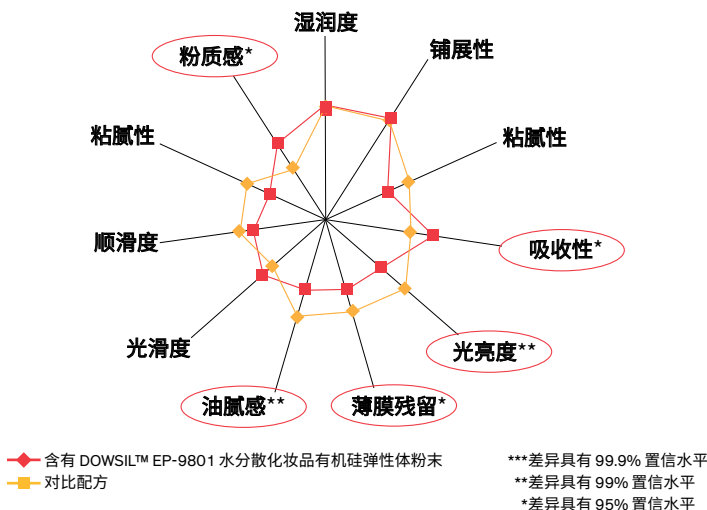 湿润度
粉质感*
铺展性
粘腻性
粘腻性
顺滑度
吸收性*
光滑度
光亮度**
油腻感**
薄膜残留*
含有 DOWSIL™ EP-9801 水分散化妆品有机硅弹性体粉末
对比配方
***差异具有 99.9% 置信水平
**差异具有 99% 置信水平
*差异具有 95% 置信水平